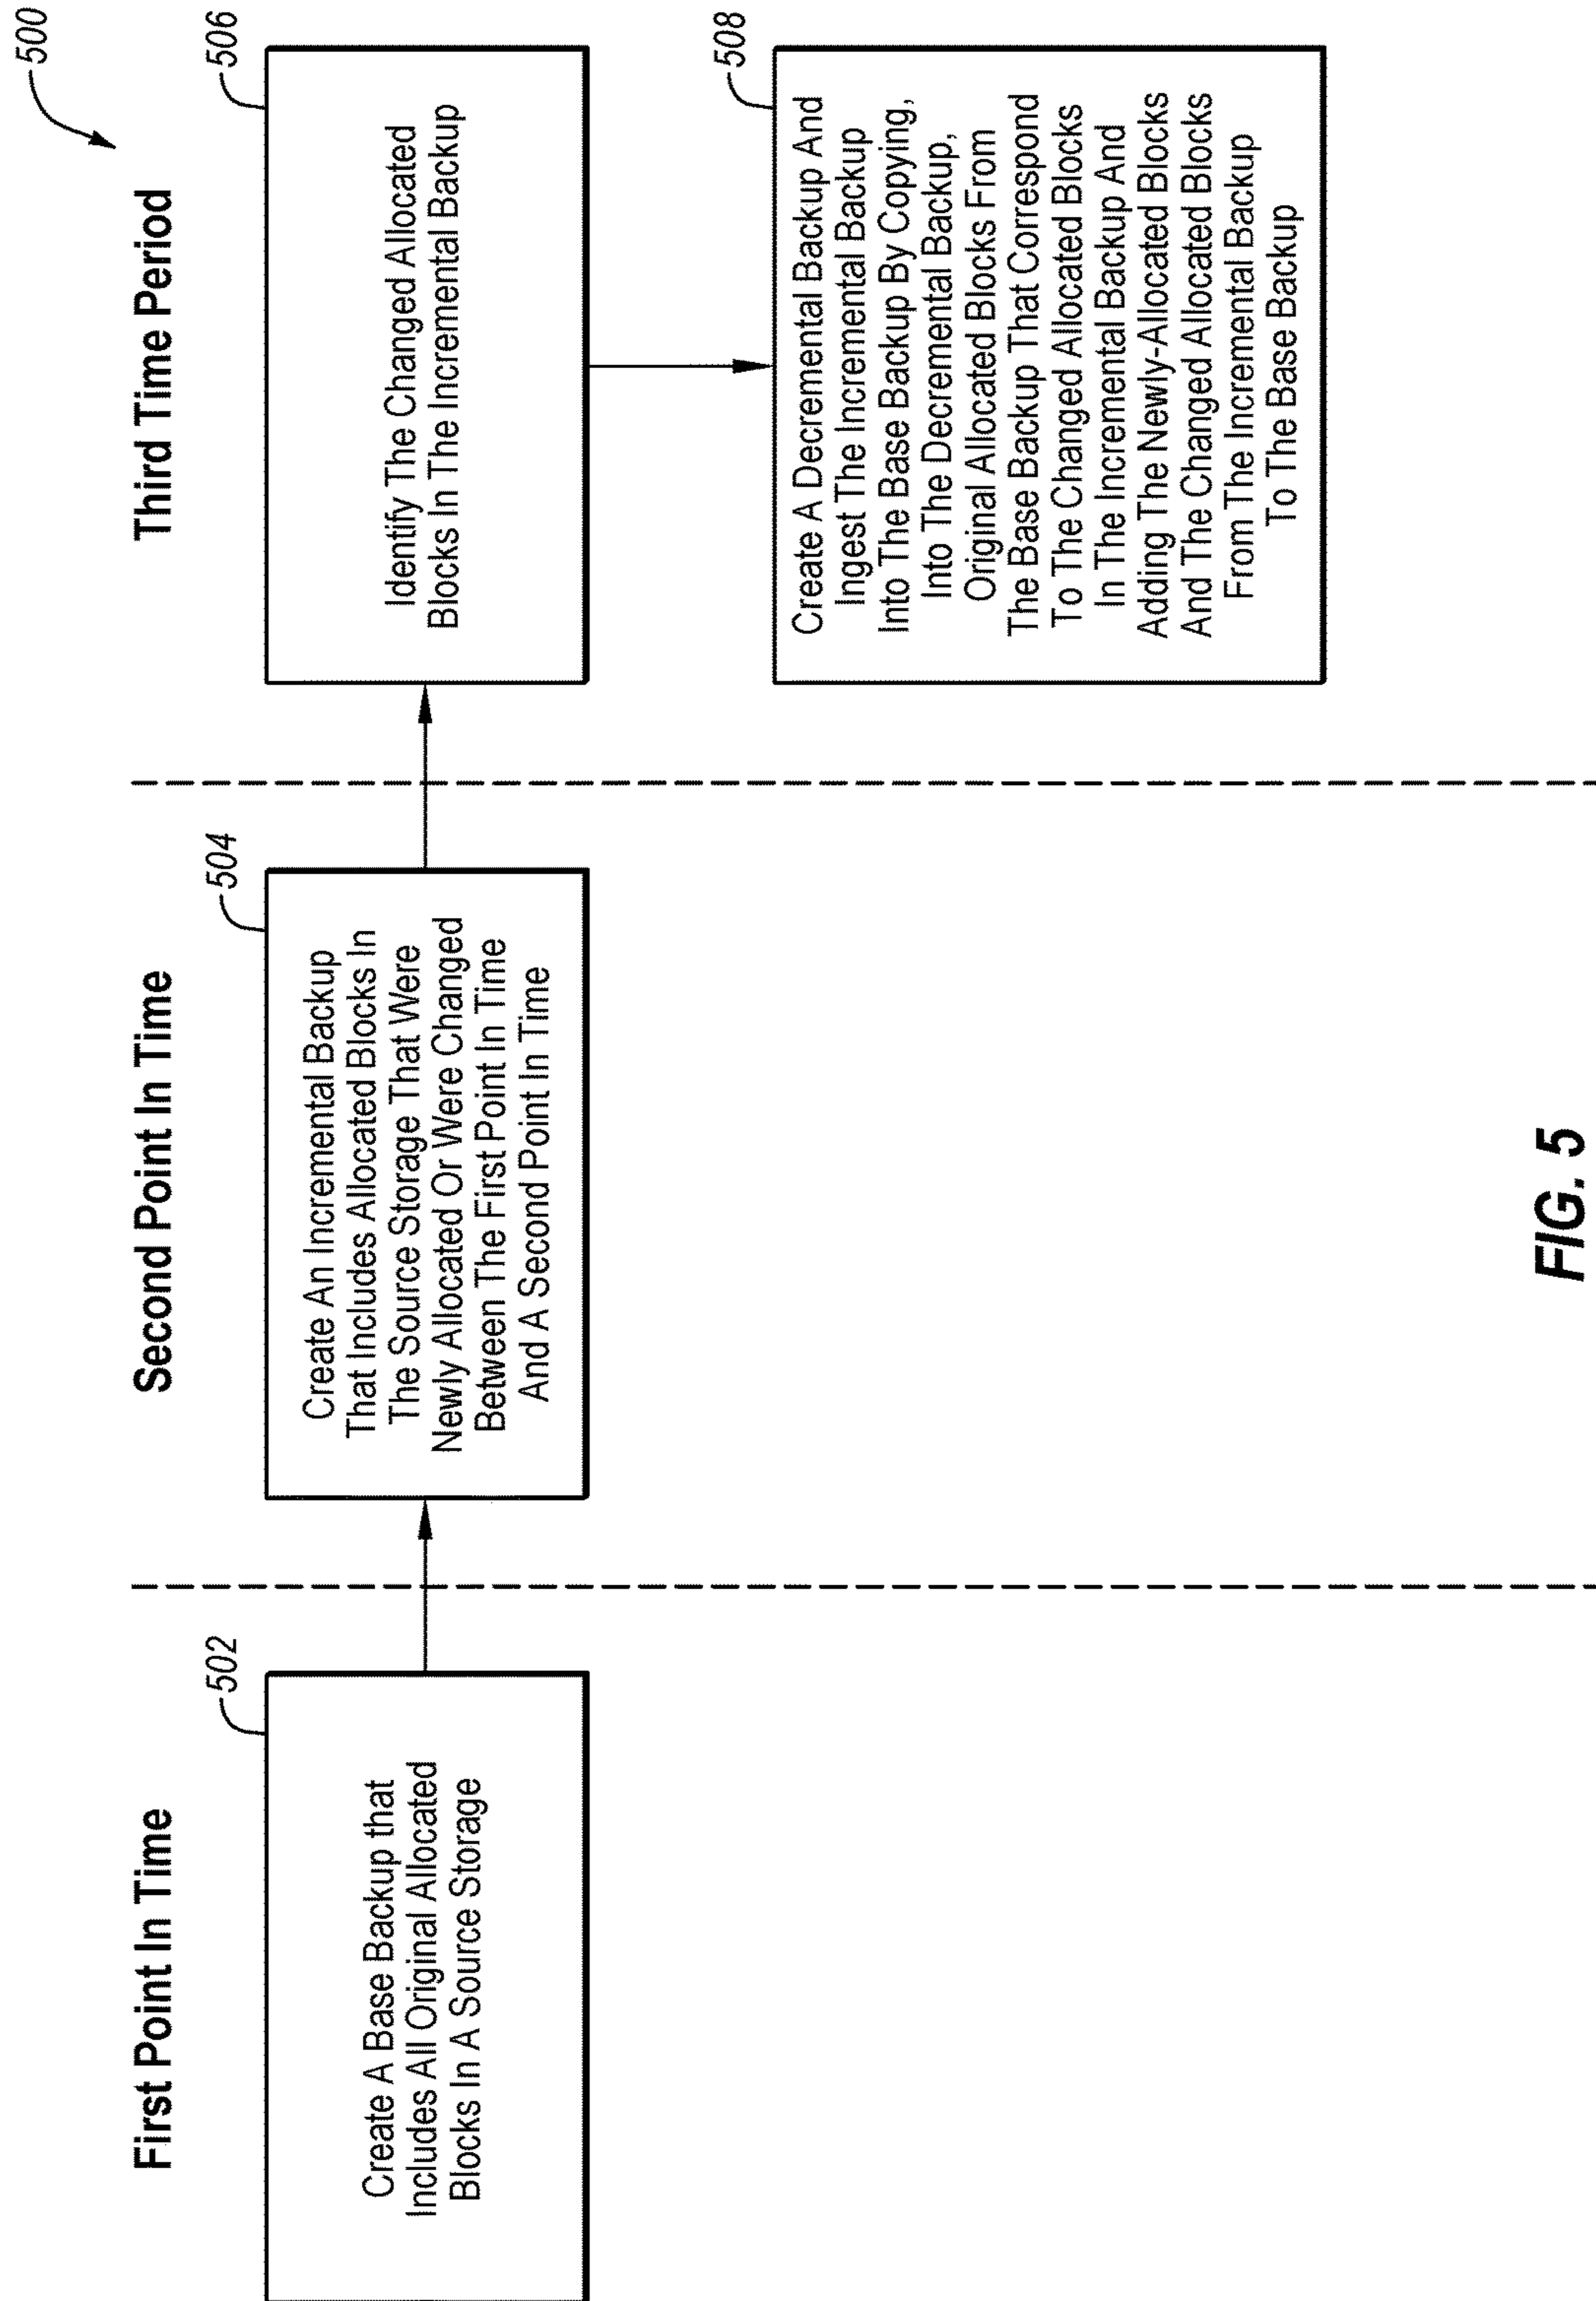 500
First Point In Time
Second Point In Time
Third Time Period
502
Create A Base Backup that
Includes All Original Allocated
Blocks In A Source Storage
504
Create An Incremental Backup
That Includes Allocated Blocks In
The Source Storage That Were
Newly Allocated Or Were Changed
Between The First Point In Time
And A Second Point In Time
506
Identify The Changed Allocated
Blocks In The Incremental Backup
508
Create A Decremental Backup And
Ingest The Incremental Backup
Into The Base Backup By Copying,
Into The Decremental Backup,
Original Allocated Blocks From
The Base Backup That Correspond
To The Changed Allocated Blocks
In The Incremental Backup And
Adding The Newly-Allocated Blocks
And The Changed Allocated Blocks
From The Incremental Backup
To The Base Backup
FIG. 5